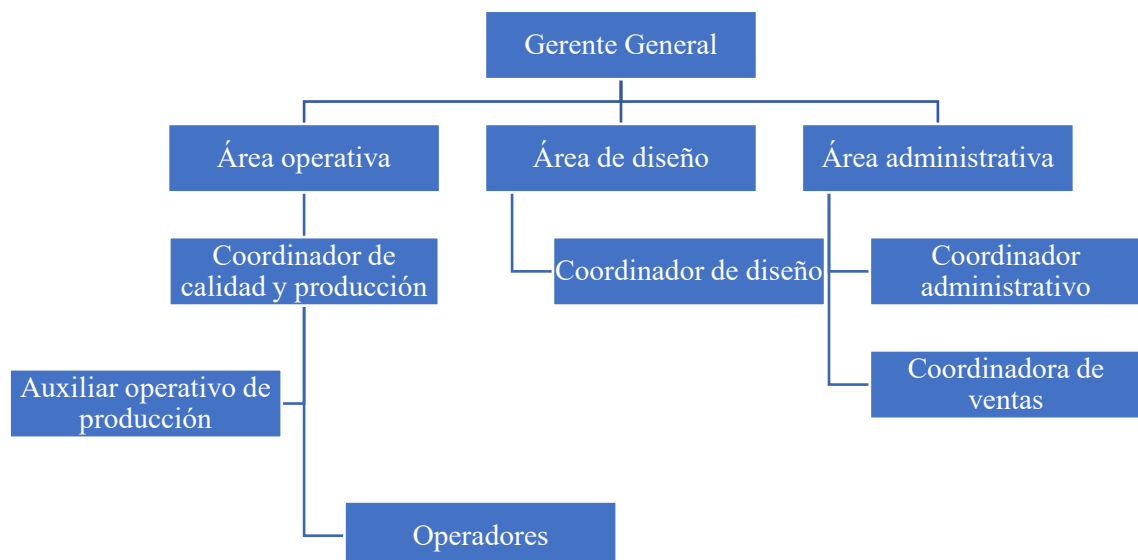 Gerente General
Área operativa
Área de diseño
Área administrativa
Coordinador de
calidad y producción
Coordinador de diseño
Coordinador
administrativo
Auxiliar operativo de
producción
Coordinadora de
ventas
Operadores